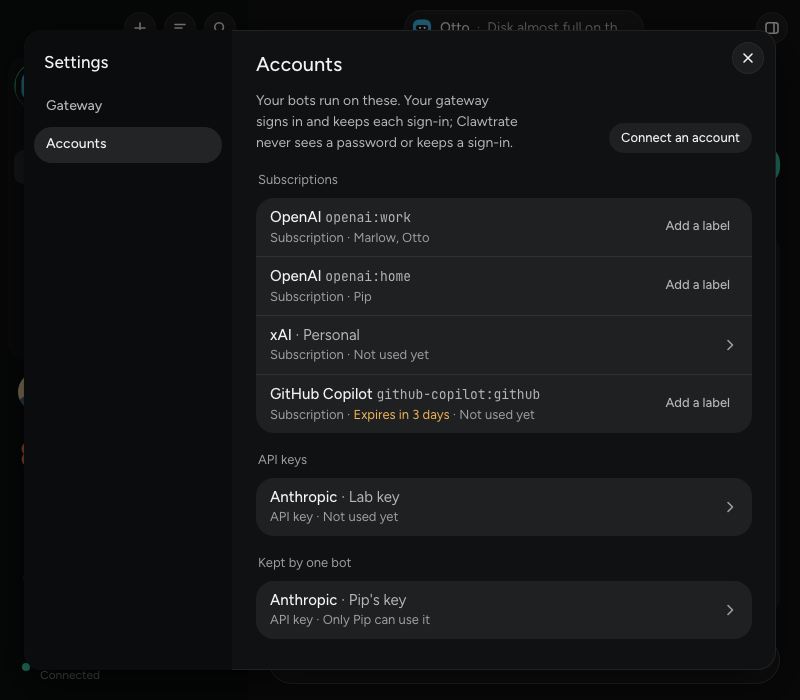 Otto · Disk almost full on th
Settings
Gateway
Accounts
Accounts
Your bots run on these. Your gateway
signs in and keeps each sign-in; Clawtrate
never sees a password or keeps a sign-in.
Connect an account
Subscriptions
OpenAI openai:work
Subscription · Marlow, Otto
Add a label
OpenAI openai:home
Subscription · Pip
Add a label
xAI · Personal
Subscription · Not used yet
GitHub Copilot github-copilot:github
Subscription · Expires in 3 days · Not used yet
Add a label
API keys
Anthropic · Lab key
API key · Not used yet
Kept by one bot
Anthropic · Pip's key
API key · Only Pip can use it
Connected